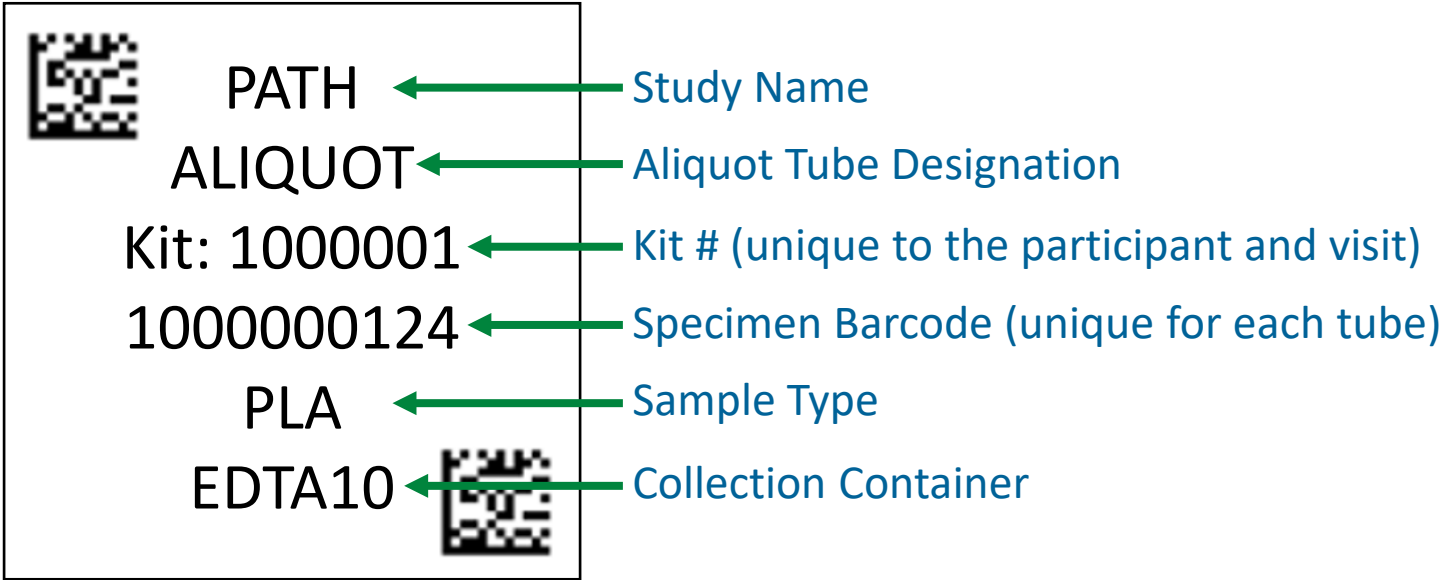 PATH
Study Name
ALIQUOT
Aliquot Tube Designation
Kit: 1000001
Kit # (unique to the participant and visit)
1000000124
Specimen Barcode (unique for each tube)
PLA
Sample Type
EDTA10
Collection Container